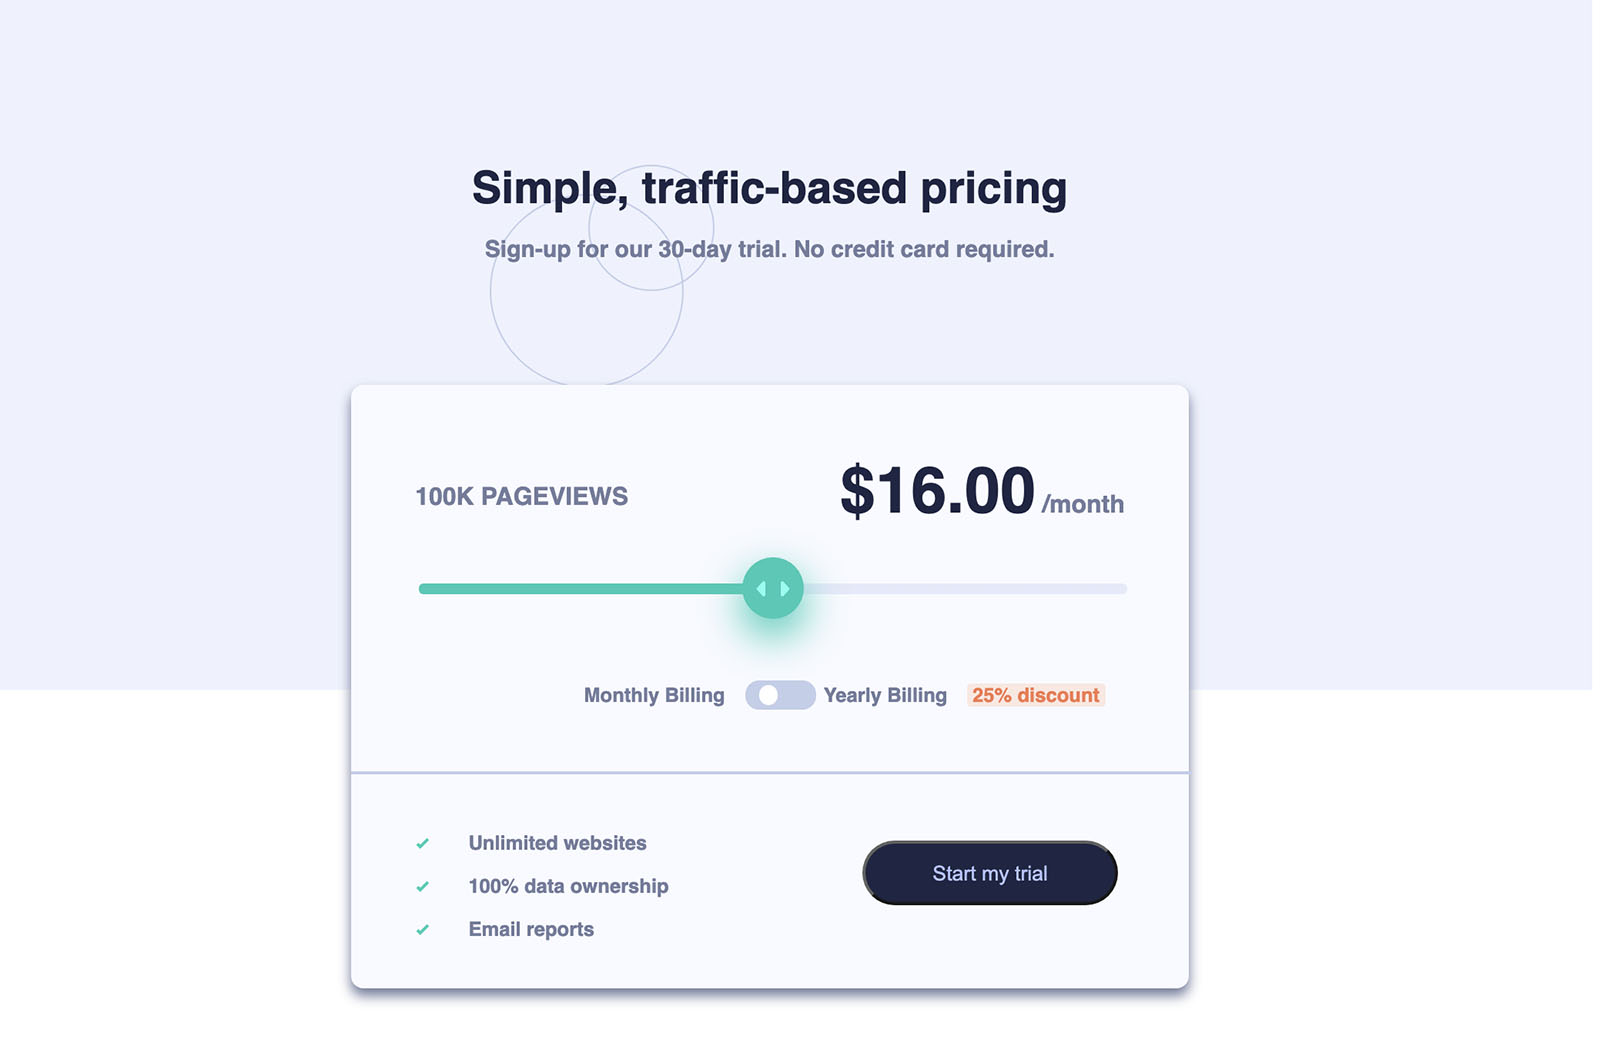 Simple, traffic-based pricing
Sign-up for our 30-day trial. No credit card required.
100K PAGEVIEWS
$16.00 /month
Monthly Billing Yearly Billing 25% discount
Unlimited websites
100% data ownership
Email reports
Start my trial